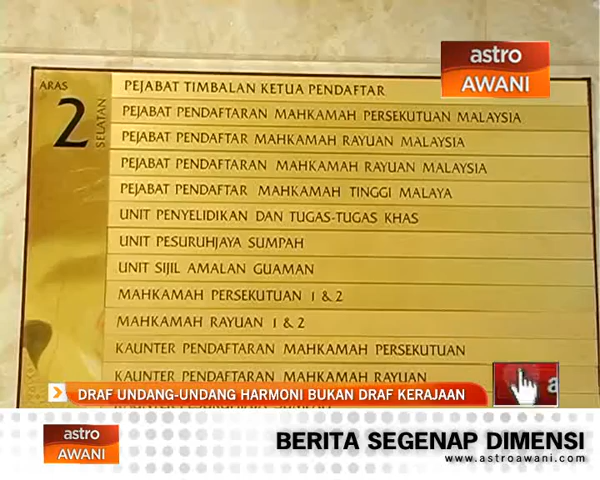 astro
AWANI
ARAS
2
SELATAN
PEJABAT TIMBALAN KETUA PENDAFTAR
PEJABAT PENDAFTARAN MAHKAMAH PERSEKUTUAN MALAYSIA
PEJABAT PENDAFTAR MAHKAMAH RAYUAN MALAYSIA
PEJABAT PENDAFTARAN MAHKAMAH RAYUAN MALAYSIA
PEJABAT PENDAFTAR MAHKAMAH TINGGI MALAYA
UNIT PENYELIDIKAN DAN TUGAS-TUGAS KHAS
UNIT PESURUHJAYA SUMPAH
UNIT SIJIL AMALAN GUAMAN
MAHKAMAH PERSEKUTUAN 1 & 2
MAHKAMAH RAYUAN 1 & 2
KAUNTER PENDAFTARAN MAHKAMAH PERSEKUTUAN
KAUNTER PENDAFTARAN MAHKAMAH RAYUAN
DRAF UNDANG-UNDANG HARMONI BUKAN DRAF KERAJAAN
astro
AWANI
BERITA SEGENAP DIMENSI
www.astroawani.com